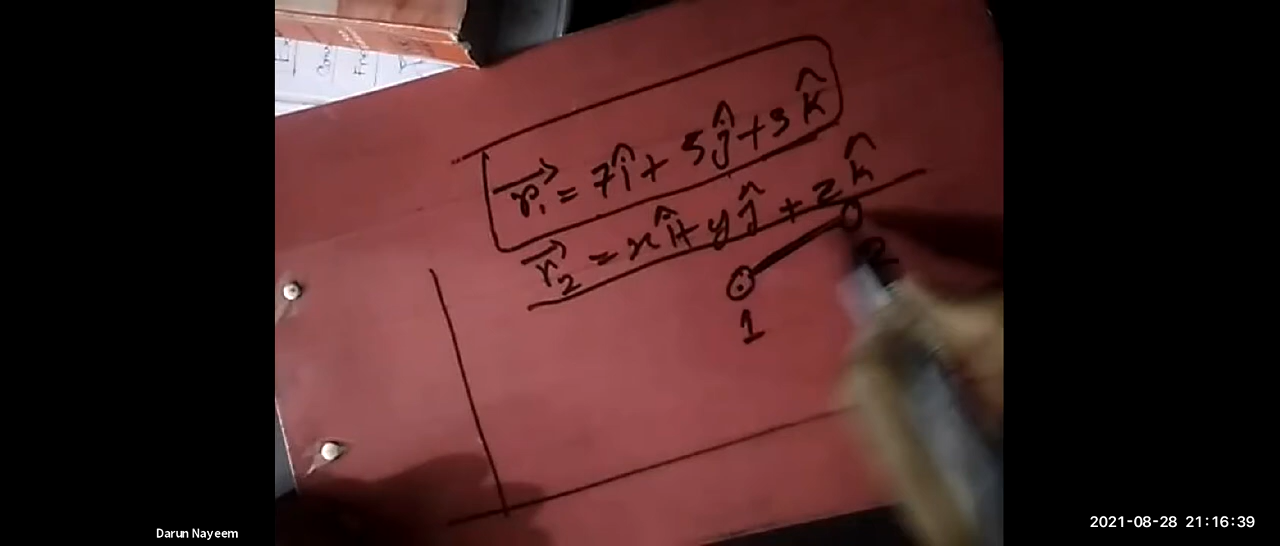 r₁ = 7î + 5ĵ + 3k̂
r₂ = xî + yĵ + zk̂
1
2
Darun Nayeem
2021-08-28 21:16:39